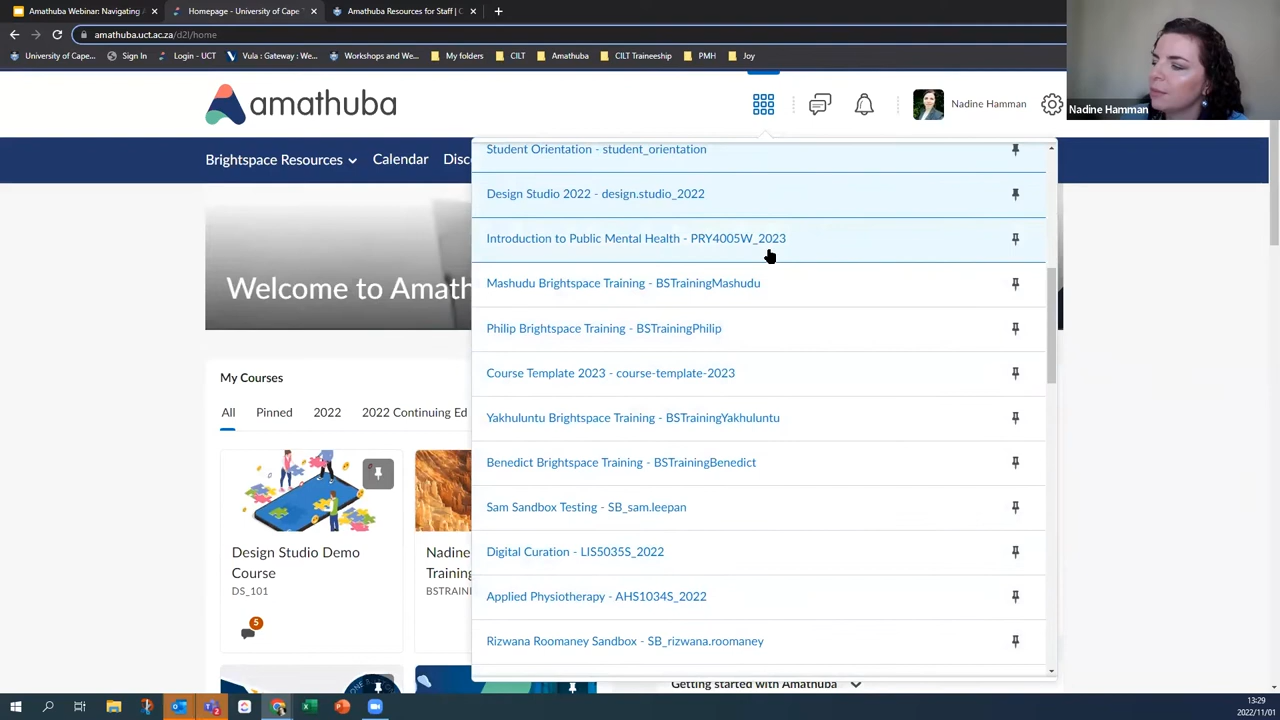 Amathuba Webinar: Navigating
Homepage - University of Cape
Amathuba Resources for Staff | C
amathuba.uct.ac.za/d2l/home
University of Cape...
Sign In
Login - UCT
Vula : Gateway : We...
Workshops and We...
My folders
CILT
Amathuba
CILT Traineeship
PMH
Joy
Nadine Hamman
amathuba
Nadine Hamman
Brightspace Resources
Calendar
Disc
Student Orientation - student_orientation
Design Studio 2022 - design.studio_2022
Introduction to Public Mental Health - PRY4005W_2023
Mashudu Brightspace Training - BSTrainingMashudu
Philip Brightspace Training - BSTrainingPhilip
Course Template 2023 - course-template-2023
Yakhuluntu Brightspace Training - BSTrainingYakhuluntu
Benedict Brightspace Training - BSTrainingBenedict
Sam Sandbox Testing - SB_sam.leepan
Digital Curation - LIS5035S_2022
Applied Physiotherapy - AHS1034S_2022
Rizwana Roomaney Sandbox - SB_rizwana.roomaney
Welcome to Amath
My Courses
All
Pinned
2022
2022 Continuing Ed
Design Studio Demo
Course
DS_101
5
Nadine
Training
BSTRAINI
Getting started with Amathuba
13:29
2022/11/01